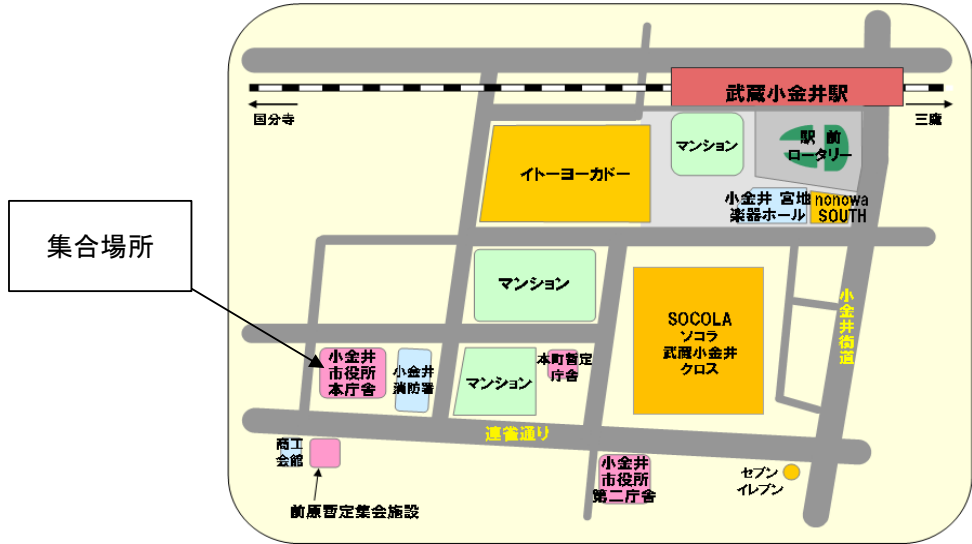 武蔵小金井駅
国分寺
三鷹
マンション
駅 前
ロータリー
イトーヨーカドー
小金井 宮地
楽器ホール
nonowa
SOUTH
集合場所
マンション
SOCOLA
ソコラ
武蔵小金井
クロス
小金井街道
小金井
市役所
本庁舎
小金井
消防署
マンション
本町暫定
庁舎
連雀通り
商工
会館
前原暫定集会施設
小金井
市役所
第二庁舎
セブン
イレブン